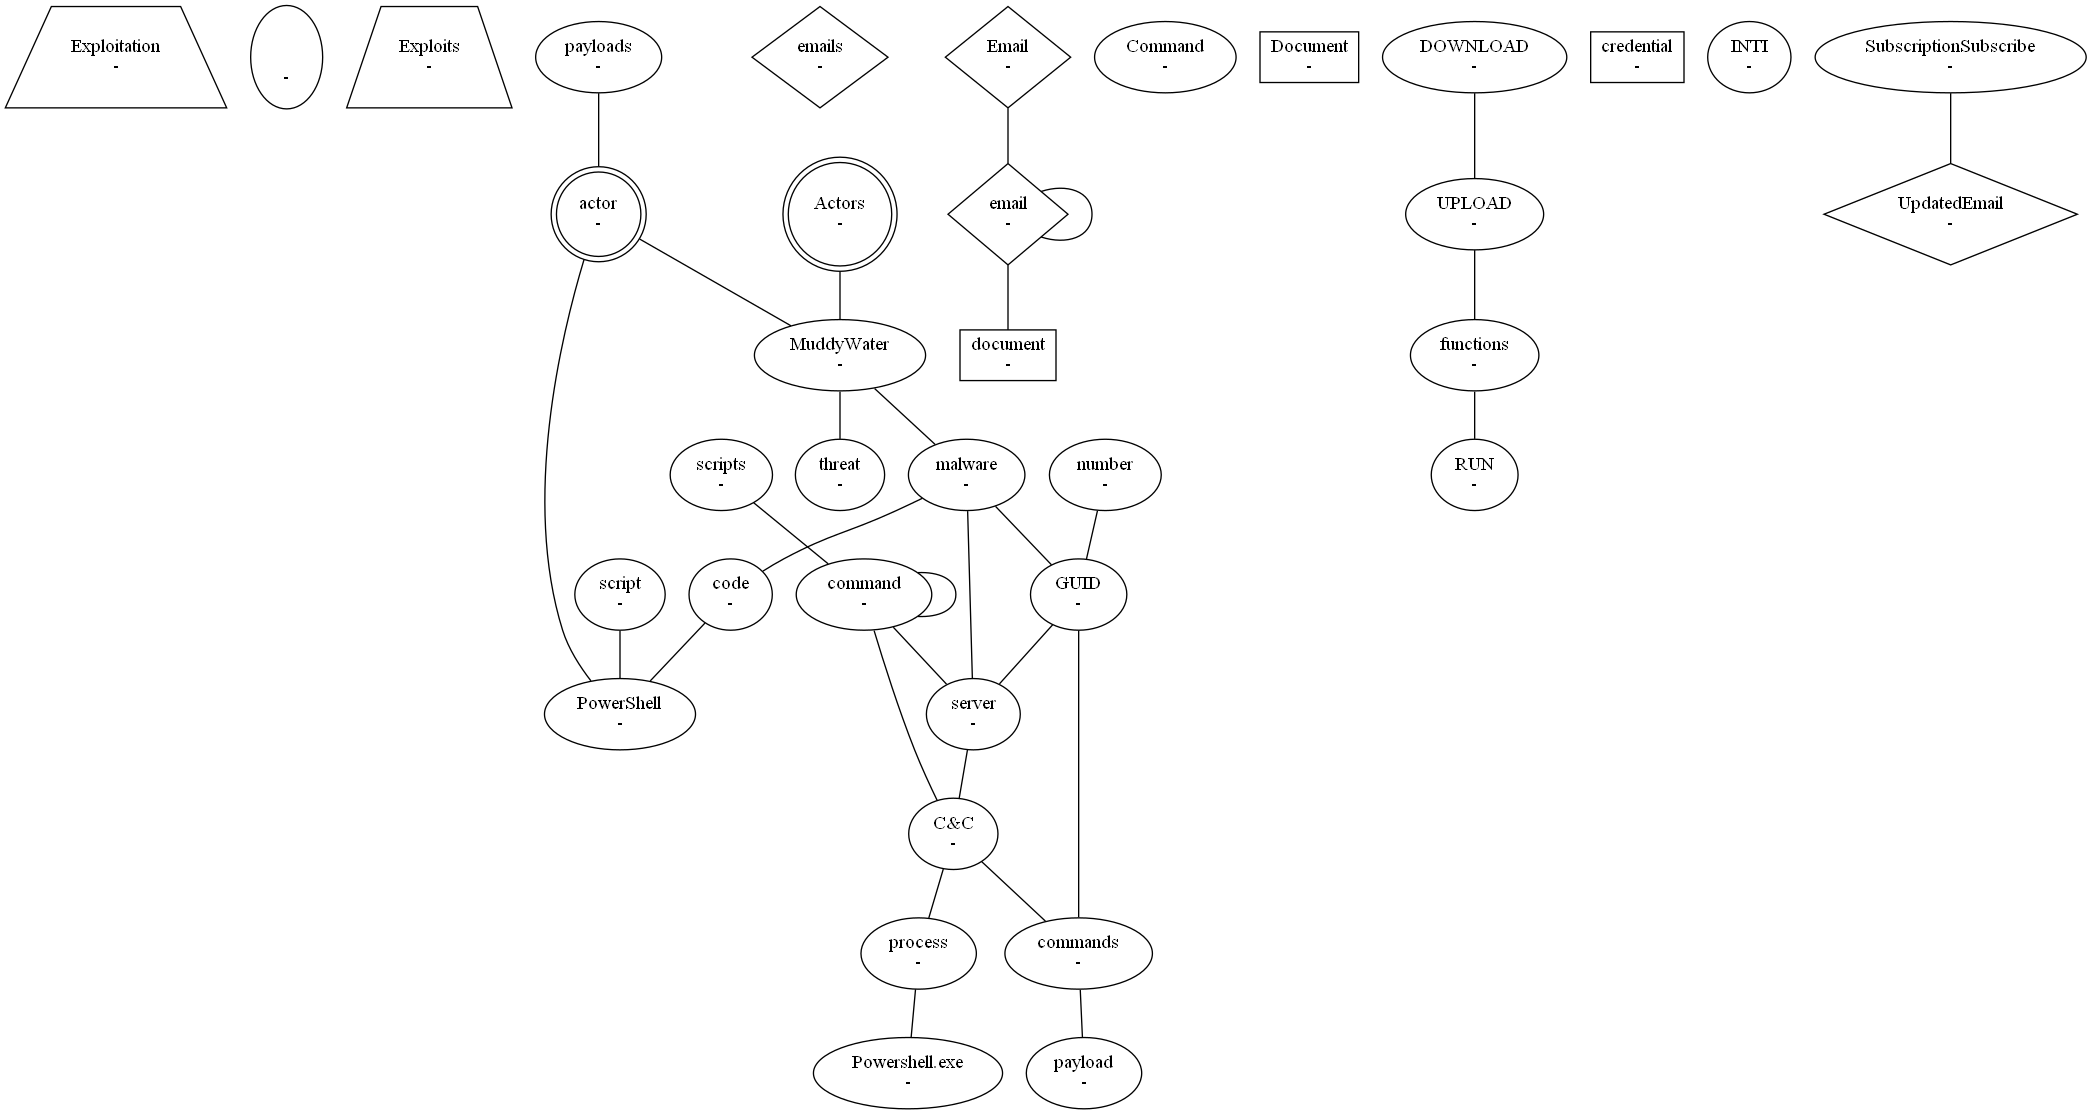 Exploitation
-
-
Exploits
-
payloads
-
emails
-
Email
-
Command
-
Document
-
DOWNLOAD
-
credential
-
INTI
-
SubscriptionSubscribe
-
actor
-
Actors
-
email
-
UPLOAD
-
UpdatedEmail
-
MuddyWater
-
document
-
functions
-
scripts
-
threat
-
malware
-
number
-
RUN
-
script
-
code
-
command
-
GUID
-
PowerShell
-
server
-
C&C
-
process
-
commands
-
Powershell.exe
-
payload
-